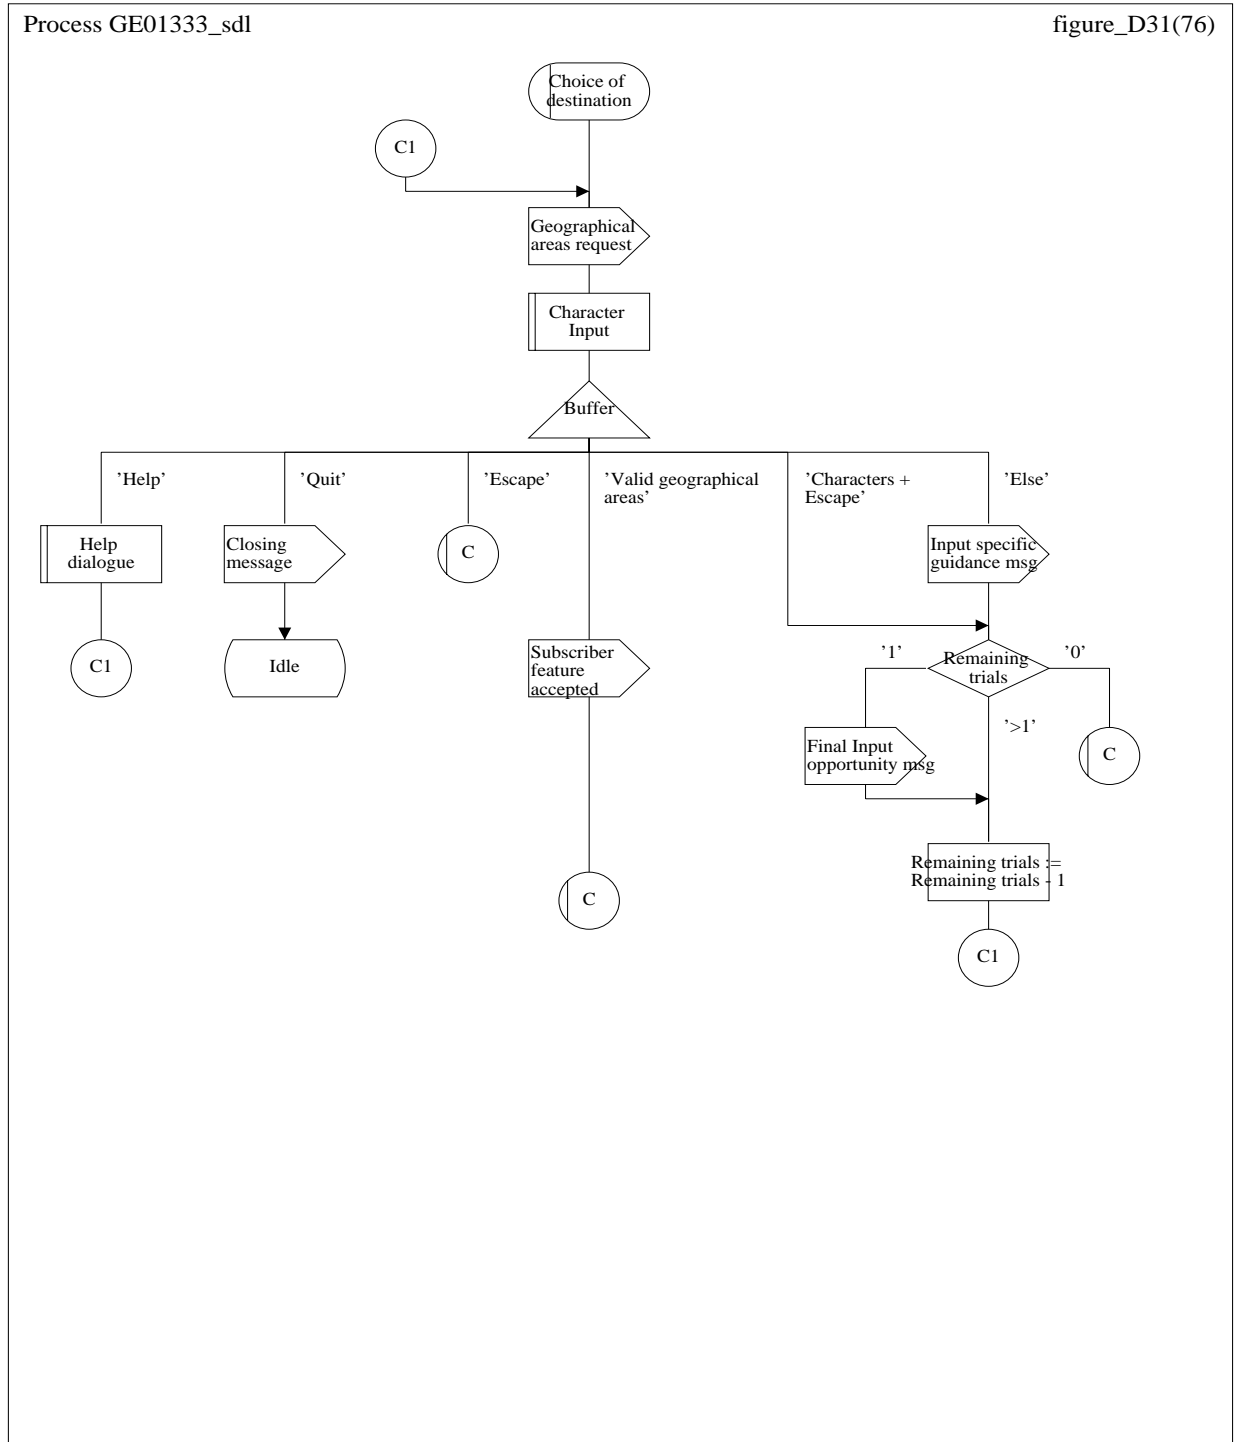 Process GE01333_sdl
figure_D31(76)
Choice of
destination
C1
Geographical
areas request
Character
Input
Buffer
’Help’
’Quit’
’Escape’
’Valid geographical
areas’
’Characters +
Escape’
’Else’
Help
dialogue
Closing
message
C
Input specific
guidance msg
C1
Idle
Subscriber
feature
accepted
’1’
Remaining
trials
’0’
’>1’
Final Input
opportunity msg
C
Remaining trials :=
Remaining trials - 1
C
C1